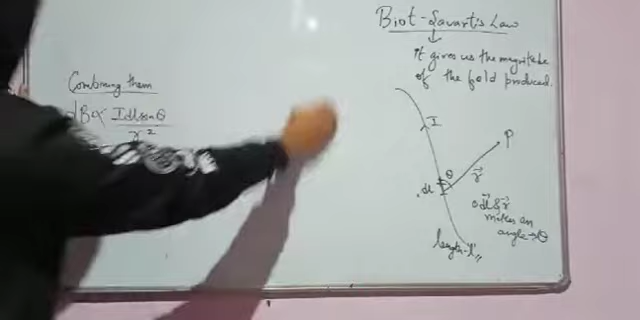 Biot-Savart's Law
it gives us the magnitude
of the field produced.
Combining them
dB ∝ Idl sinθ
r²
I
P
θ
r⃗
dl
dl⃗ & r⃗
makes an
angle → θ
length - 'l'